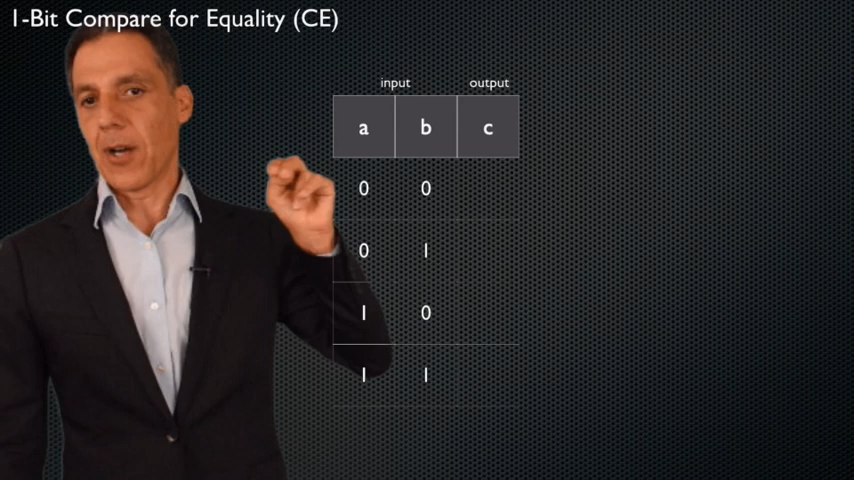 1-Bit Compare for Equality (CE)
input output
a b c
0 0
0 1
1 0
1 1